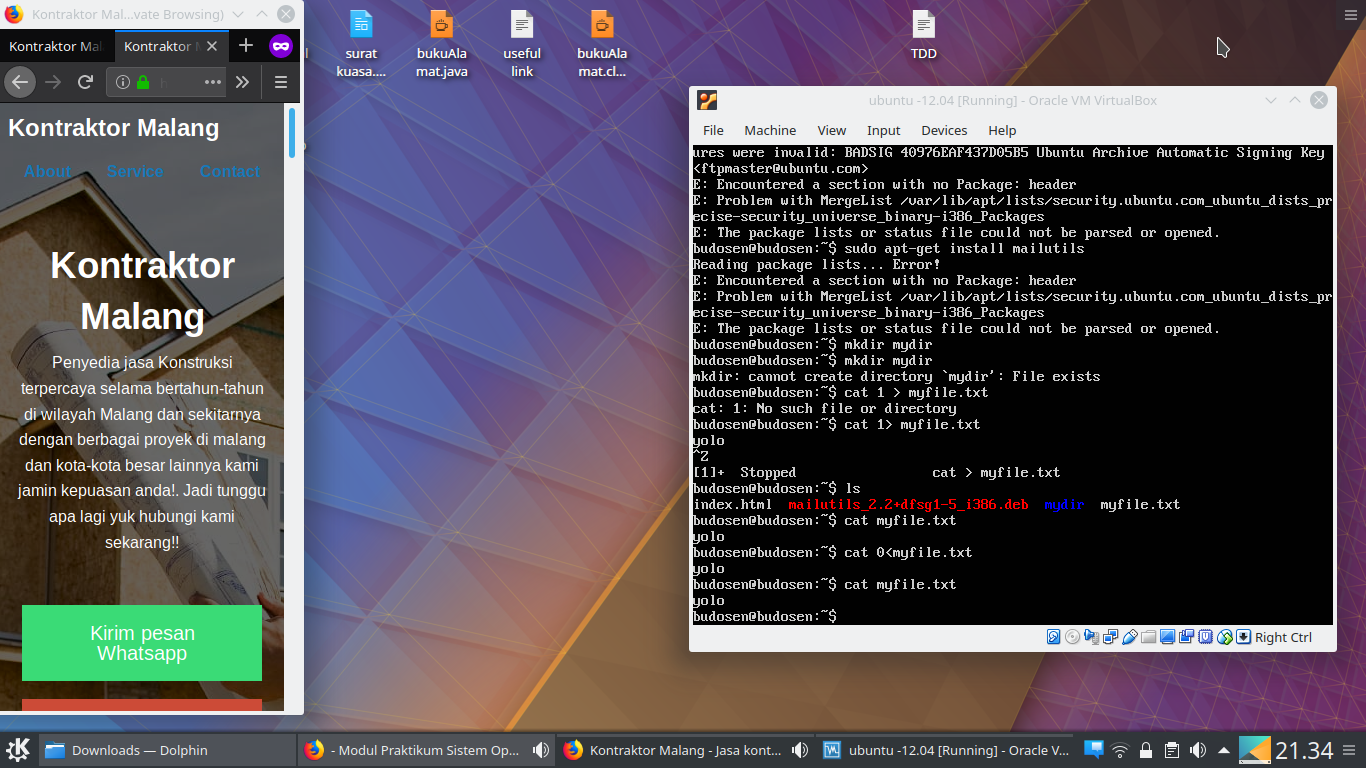 Kontraktor Mal...vate Browsing)
Kontraktor Mal
Kontraktor
Kontraktor Malang
About Service Contact
Kontraktor
Malang
Penyedia jasa Konstruksi
terpercaya selama bertahun-tahun
di wilayah Malang dan sekitarnya
dengan berbagai proyek di malang
dan kota-kota besar lainnya kami
jamin kepuasan anda!. Jadi tunggu
apa lagi yuk hubungi kami
sekarang!!
Kirim pesan
Whatsapp
surat
kuasa....
bukuAla
mat.java
useful
link
bukuAla
mat.cl...
TDD
ubuntu -12.04 [Running] - Oracle VM VirtualBox
File Machine View Input Devices Help
ures were invalid: BADSIG 40976EAF437D05B5 Ubuntu Archive Automatic Signing Key
<ftpmaster@ubuntu.com>
E: Encountered a section with no Package: header
E: Problem with MergeList /var/lib/apt/lists/security.ubuntu.com_ubuntu_dists_pr
ecise-security_universe_binary-i386_Packages
E: The package lists or status file could not be parsed or opened.
budosen@budosen:~$ sudo apt-get install mailutils
Reading package lists... Error!
E: Encountered a section with no Package: header
E: Problem with MergeList /var/lib/apt/lists/security.ubuntu.com_ubuntu_dists_pr
ecise-security_universe_binary-i386_Packages
E: The package lists or status file could not be parsed or opened.
budosen@budosen:~$ mkdir mydir
budosen@budosen:~$ mkdir mydir
mkdir: cannot create directory `mydir': File exists
budosen@budosen:~$ cat 1 > myfile.txt
cat: 1: No such file or directory
budosen@budosen:~$ cat 1> myfile.txt
yolo
^Z
[1]+  Stopped                 cat > myfile.txt
budosen@budosen:~$ ls
index.html  mailutils_2.2+dfsg1-5_i386.deb  mydir  myfile.txt
budosen@budosen:~$ cat myfile.txt
yolo
budosen@budosen:~$ cat 0<myfile.txt
yolo
budosen@budosen:~$ cat myfile.txt
yolo
budosen@budosen:~$
Right Ctrl
Downloads — Dolphin
- Modul Praktikum Sistem Op...
Kontraktor Malang - Jasa kont...
ubuntu -12.04 [Running] - Oracle V...
21.34